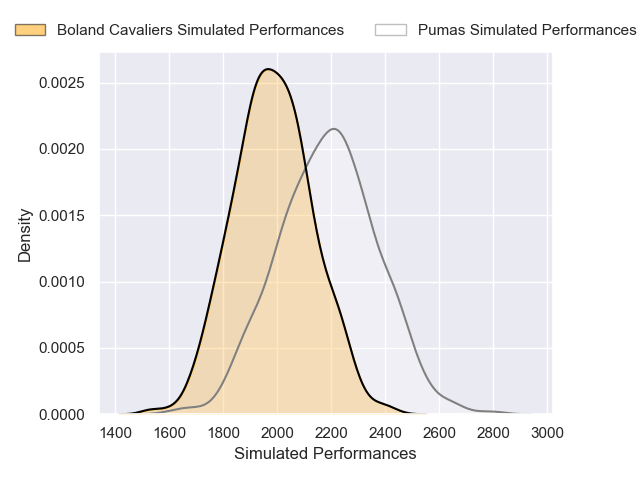 Boland Cavaliers Simulated Performances Pumas Simulated Performances
0.0025
0.0020
0.0015
0.0010
0.0005
0.0000
Density
1400 1600 1800 2000 2200 2400 2600 2800 3000
Simulated Performances